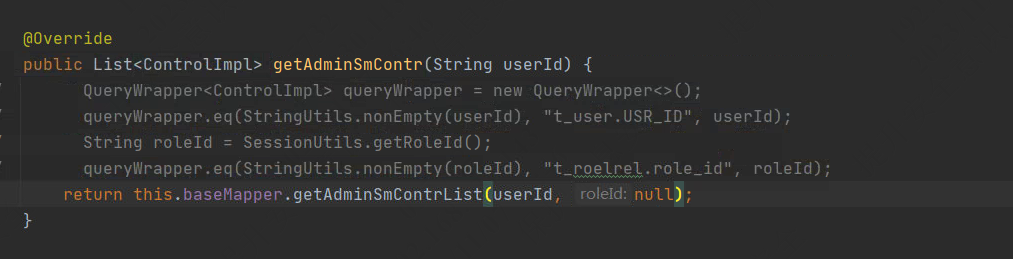 @Override
public List<ControlImpl> getAdminSmContr(String userId) {
QueryWrapper<ControlImpl> queryWrapper = new QueryWrapper<>();
queryWrapper.eq(StringUtils.nonEmpty(userId), "t_user.USR_ID", userId);
String roleId = SessionUtils.getRoleId();
queryWrapper.eq(StringUtils.nonEmpty(roleId), "t_roelrel.role_id", roleId);
return this.baseMapper.getAdminSmContrList(userId, roleId: null);
}